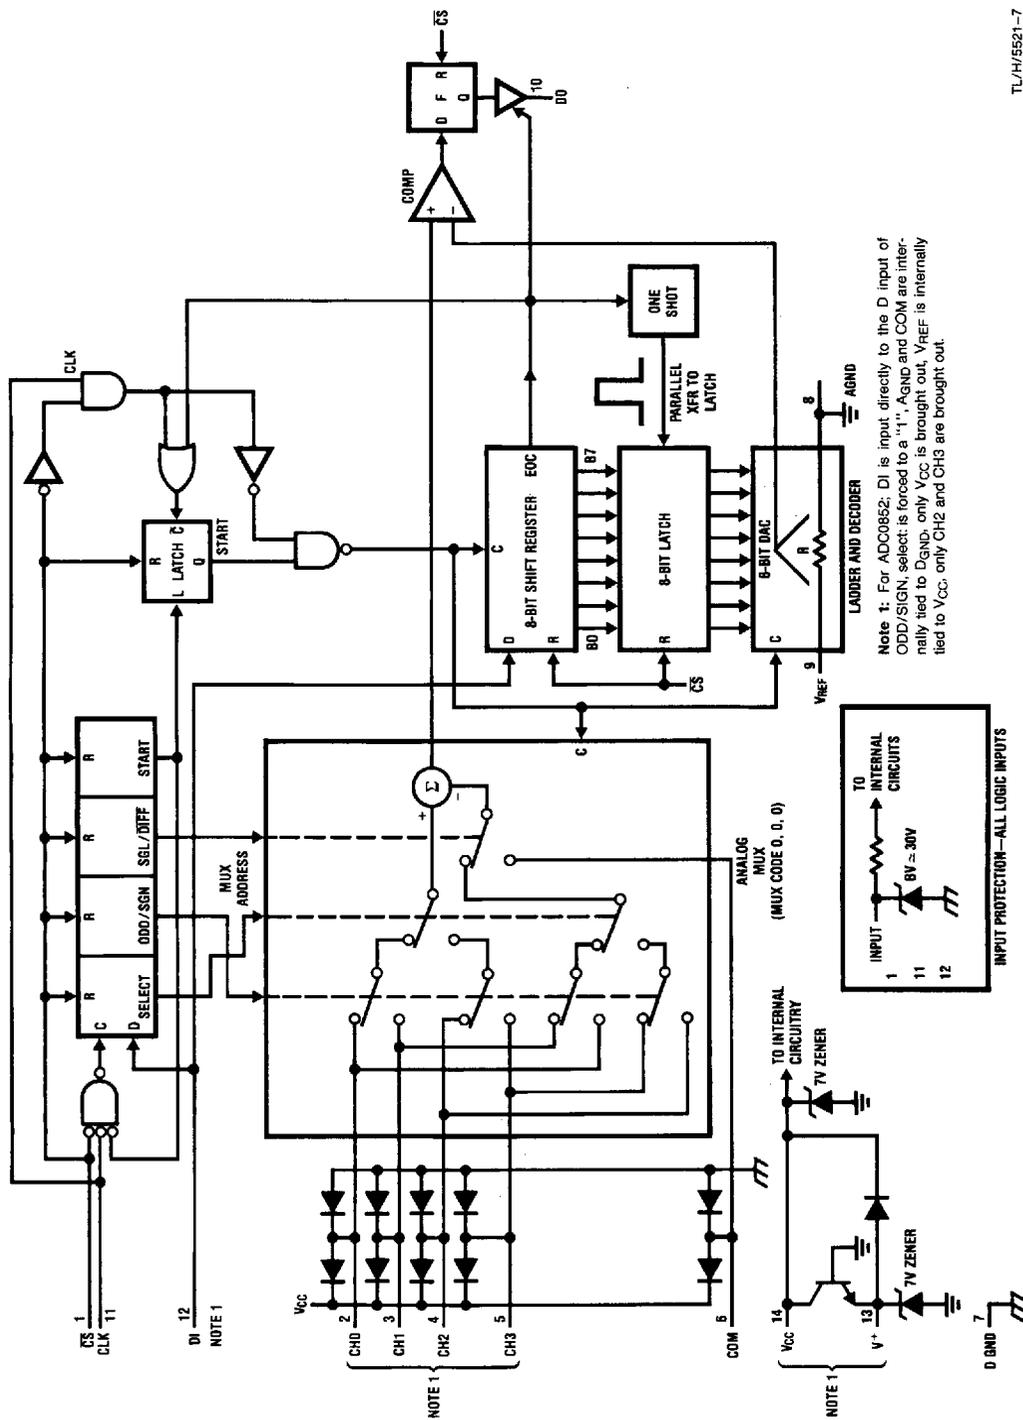 TL/H/5521–7
CS
1
CLK
11
DI
12
NOTE 1
C
D
SELECT
R
ODD/SGN
R
SGL/DIFF
R
START
R
MUX
ADDRESS
CLK
R
L LATCH C
Q
START
CS
D F R
Q
10
DO
COMP
+
−
Σ
+
−
C
ANALOG
MUX
(MUX CODE 0, 0, 0)
D
R
C
8-BIT SHIFT REGISTER
EOC
B0
B7
ONE
SHOT
PARALLEL
XFR TO
LATCH
R
8-BIT LATCH
CS
C
8-BIT DAC
R
9
VREF
8
AGND
LADDER AND DECODER
VCC
CH0
2
CH1
3
CH2
4
CH3
5
NOTE 1
COM
6
VCC
14
V+
13
NOTE 1
TO INTERNAL
CIRCUITRY
7V ZENER
7V ZENER
D GND
7
INPUT
1
11
12
TO
INTERNAL
CIRCUITS
BV ≃ 30V
INPUT PROTECTION—ALL LOGIC INPUTS
Note 1: For ADC0852; DI is input directly to the D input of
ODD/SIGN, select: is forced to a "1", AGND and COM are inter-
nally tied to DGND, only VCC is brought out, VREF is internally
tied to VCC, only CH2 and CH3 are brought out.